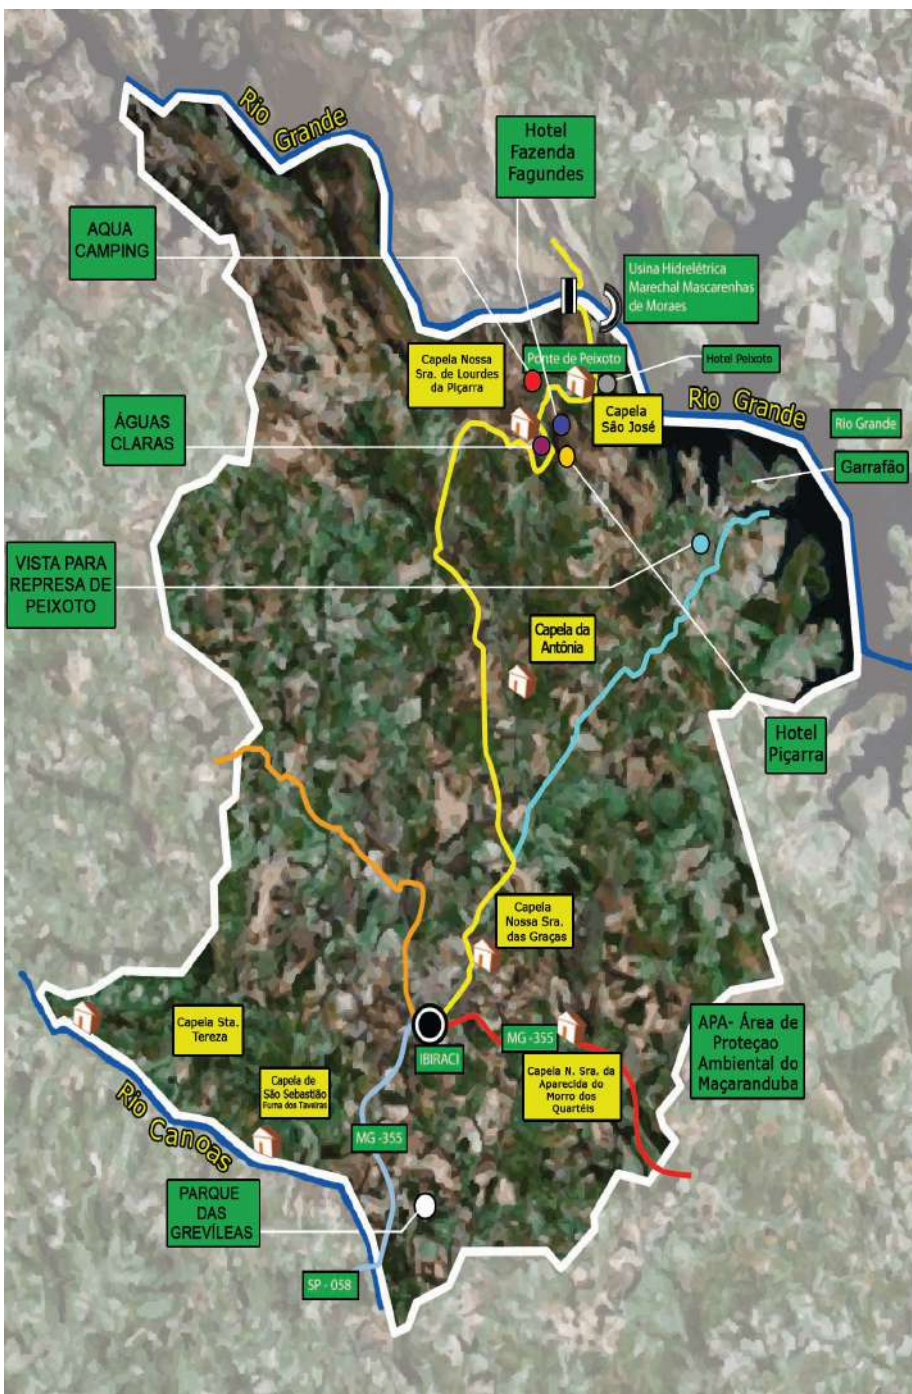 Rio Grande
Hotel
Fazenda
Fagundes
AQUA
CAMPING
Usina Hidrelétrica
Marechal Mascarenhas
de Moraes
Capela Nossa
Sra. de Lourdes
da Piçarra
Ponte de Peixoto
Hotel Peixoto
Rio Grande
Capela
São José
ÁGUAS
CLARAS
Rio Grande
Garrafão
VISTA PARA
REPRESA DE
PEIXOTO
Capela da
Antônia
Hotel
Piçarra
Capela
Nossa Sra.
das Graças
Capela Sta.
Tereza
IBIRACI
MG-355
APA- Área de
Proteçao
Ambiental do
Maçaranduba
Capela N. Sra. da
Aparecida do
Morro dos
Quartéis
Capela de
São Sebastião
Furna dos Taveiras
Rio Canoas
MG -355
PARQUE
DAS
GREVÍLEAS
SP - 058